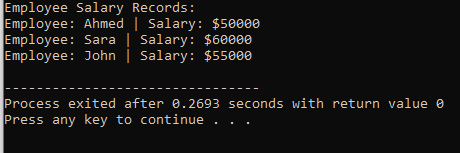 Employee Salary Records:
Employee: Ahmed | Salary: $50000
Employee: Sara | Salary: $60000
Employee: John | Salary: $55000
--------------------------------
Process exited after 0.2693 seconds with return value 0
Press any key to continue . . .